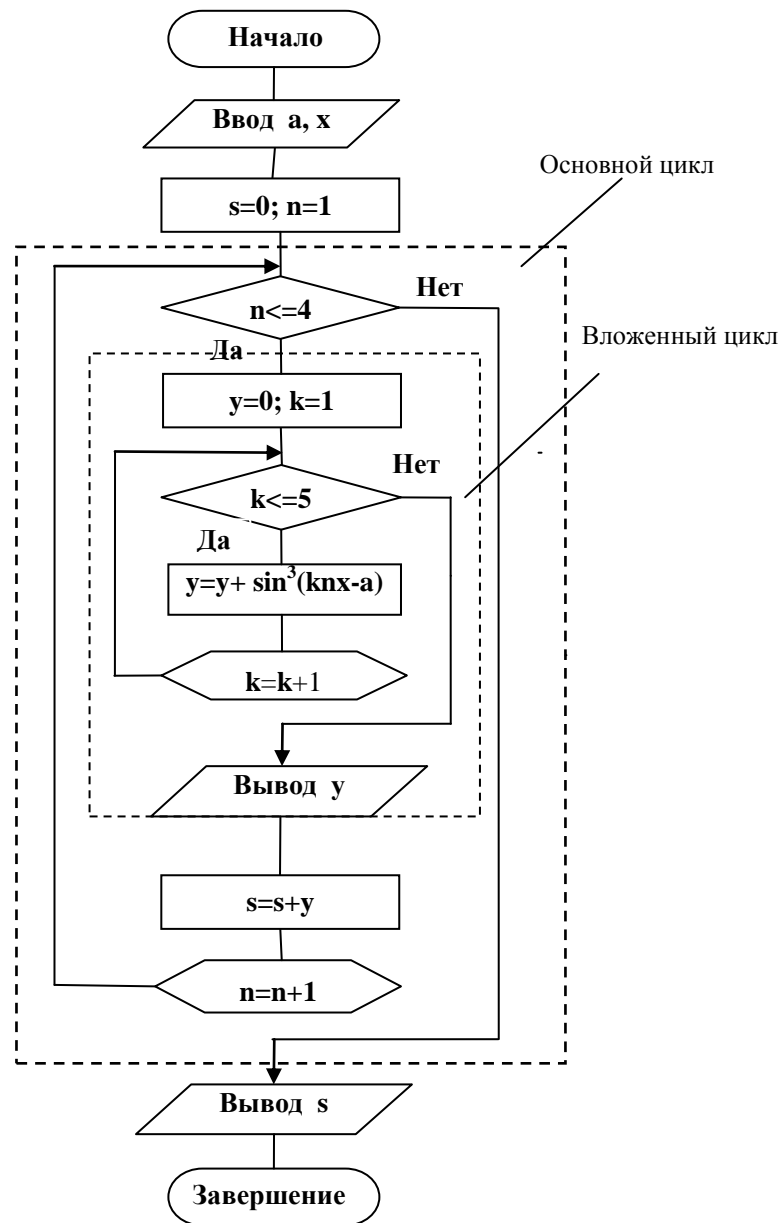 Начало
Ввод a, x
Основной цикл
s=0; n=1
Нет
n<=4
Вложенный цикл
Да
y=0; k=1
Нет
k<=5
Да
y=y+ sin³(knx-a)
k=k+1
Вывод y
s=s+y
n=n+1
Вывод s
Завершение